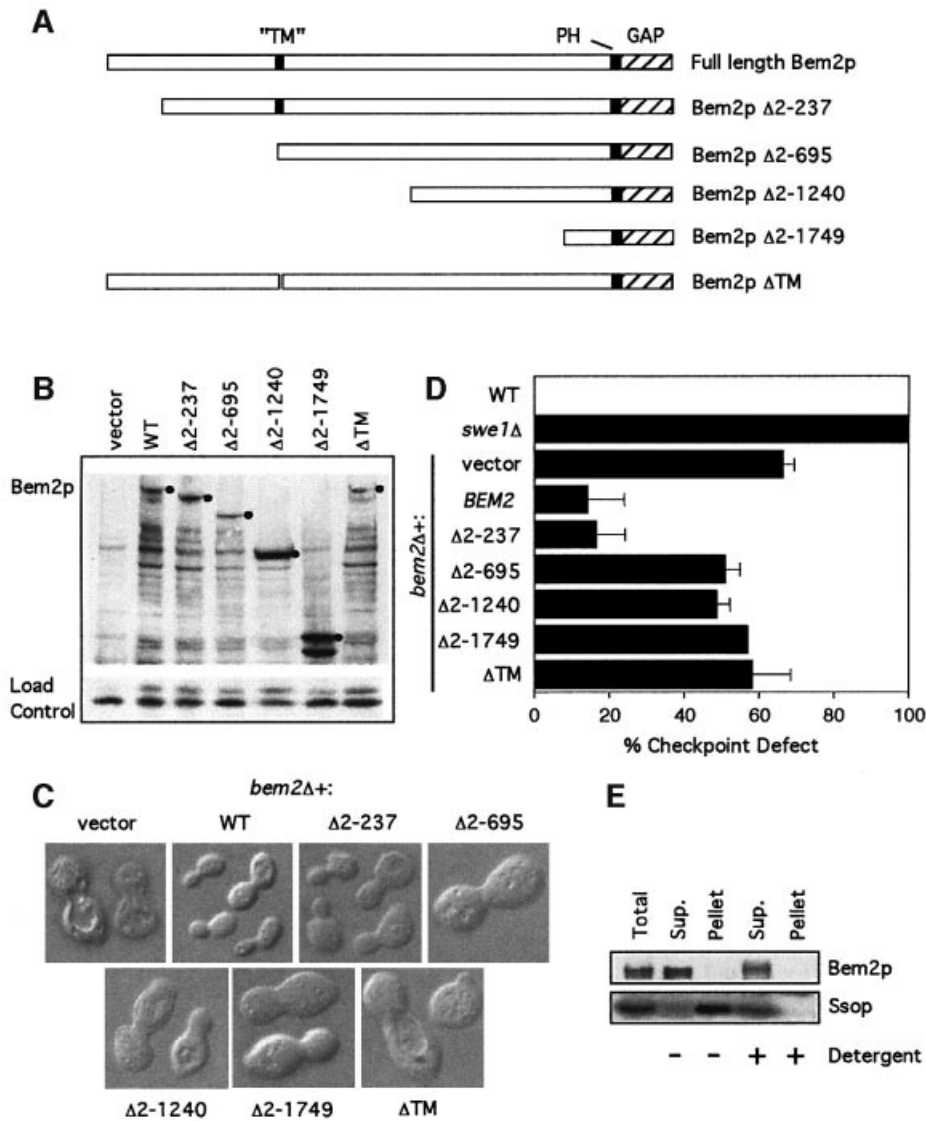 A
"TM" PH GAP
Full length Bem2p
Bem2p Δ2-237
Bem2p Δ2-695
Bem2p Δ2-1240
Bem2p Δ2-1749
Bem2p ΔTM
B
vector WT Δ2-237 Δ2-695 Δ2-1240 Δ2-1749 ΔTM
Bem2p
Load
Control
D
WT
swe1Δ
bem2Δ+:
vector
BEM2
Δ2-237
Δ2-695
Δ2-1240
Δ2-1749
ΔTM
0 20 40 60 80 100
% Checkpoint Defect
C
bem2Δ+:
vector WT Δ2-237 Δ2-695
Δ2-1240 Δ2-1749 ΔTM
E
Total Sup. Pellet Sup. Pellet
Bem2p
Ssop
- - + + Detergent